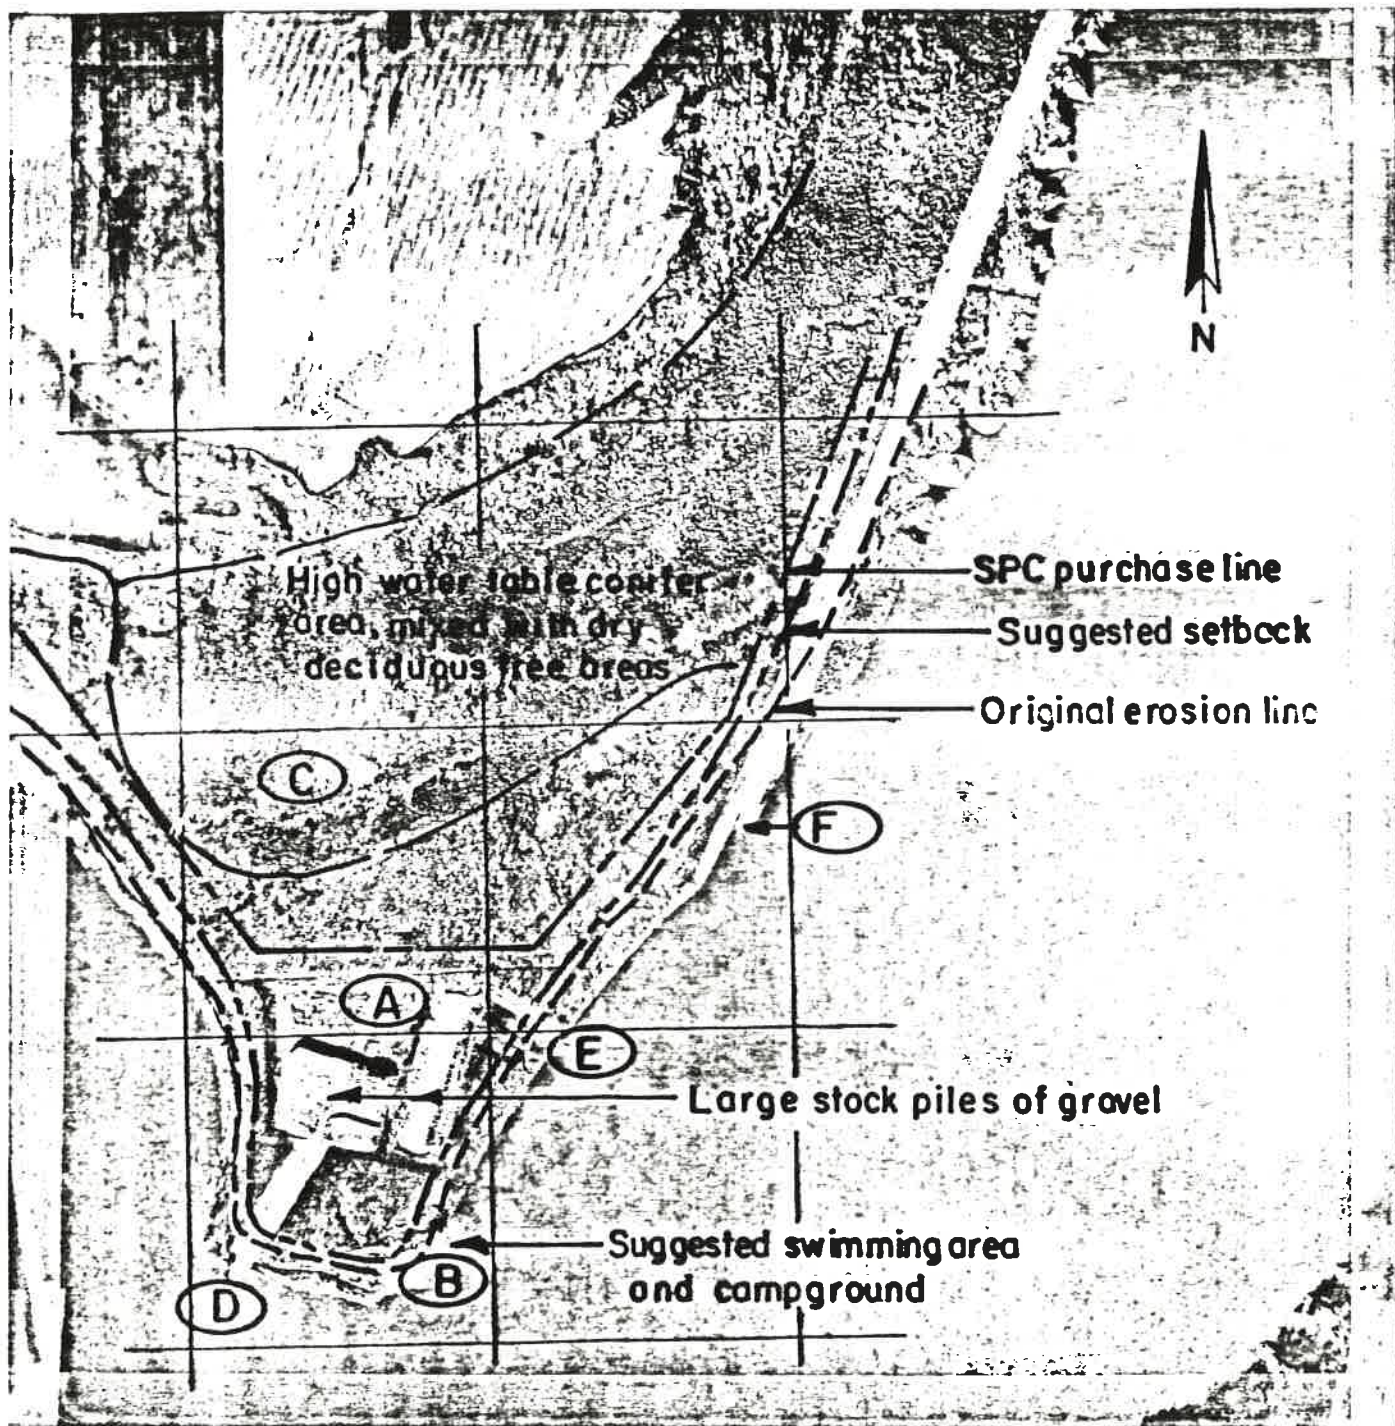 N
High water table conifer
area, mixed with dry
deciduous tree areas
SPC purchase line
Suggested setback
Original erosion line
C
F
A
E
Large stock piles of gravel
Suggested swimming area
and campground
B
D